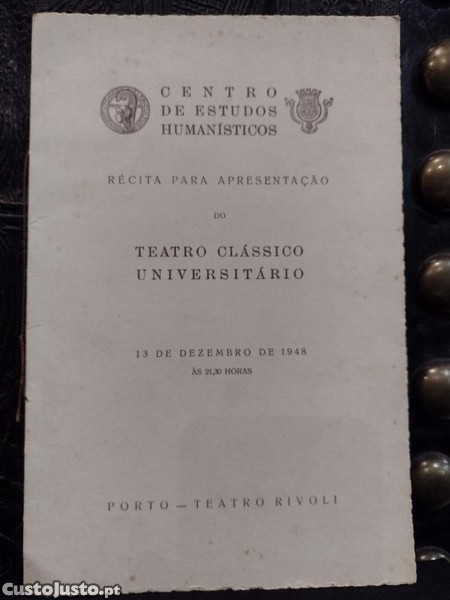 CENTRO
DE ESTUDOS
HUMANÍSTICOS
RÉCITA PARA APRESENTAÇÃO
DO
TEATRO CLÁSSICO
UNIVERSITÁRIO
13 DE DEZEMBRO DE 1948
ÀS 21,30 HORAS
PORTO — TEATRO RIVOLI
CustoJusto.pt